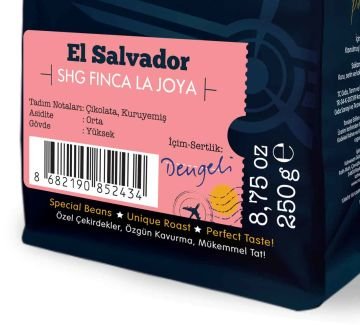 El Salvador
SHG FINCA LA JOYA
Tadım Notaları: Çikolata, Kuruyemiş
Asidite : Orta
Gövde : Yüksek
İçim-Sertlik:
Dengeli
8 682190 852434
8,75 oz
250 g ℮
Special Beans ★ Unique Roast ★ Perfect Taste!
Özel Çekirdekler, Özgün Kavurma, Mükemmel Tat!